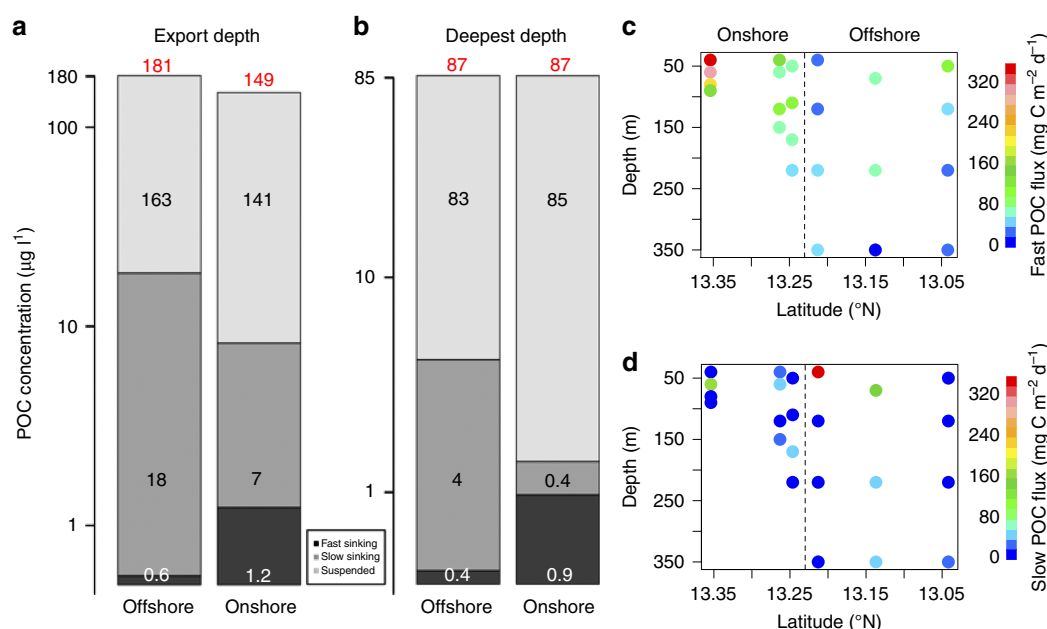 a
Export depth
181
149
180
100
10
1
POC concentration (µg l¹)
163
141
18
7
0.6
1.2
Offshore
Onshore
Fast sinking
Slow sinking
Suspended
b
Deepest depth
87
87
85
10
1
83
85
4
0.4
0.4
0.9
Offshore
Onshore
c
Onshore
Offshore
50
150
250
350
Depth (m)
13.35
13.25
13.15
13.05
Latitude (°N)
320
240
160
80
0
Fast POC flux (mg C m⁻² d⁻¹)
d
50
150
250
350
Depth (m)
13.35
13.25
13.15
13.05
Latitude (°N)
320
240
160
80
0
Slow POC flux (mg C m⁻² d⁻¹)